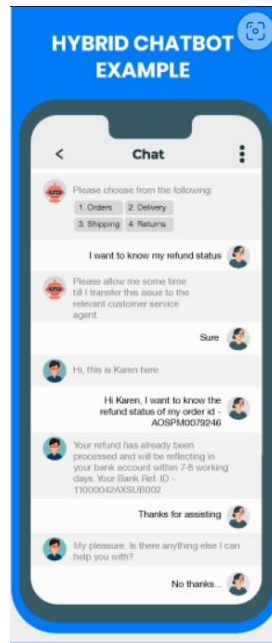 HYBRID CHATBOT
EXAMPLE
Chat
Please choose from the following:
1. Orders
2. Delivery
3. Shipping
4. Returns
I want to know my refund status
Please allow me some time
till I transfer this issue to the
relevant customer service
agent.
Sure
Hi, this is Karen here.
Hi Karen, I want to know the
refund status of my order id -
AOSPM0079246
Your refund has already been
processed and will be reflecting in
your bank account within 7-8 working
days. Your Bank Ref. ID -
11000042AXSUB002
Thanks for assisting
My pleasure. Is there anything else I can
help you with?
No thanks...